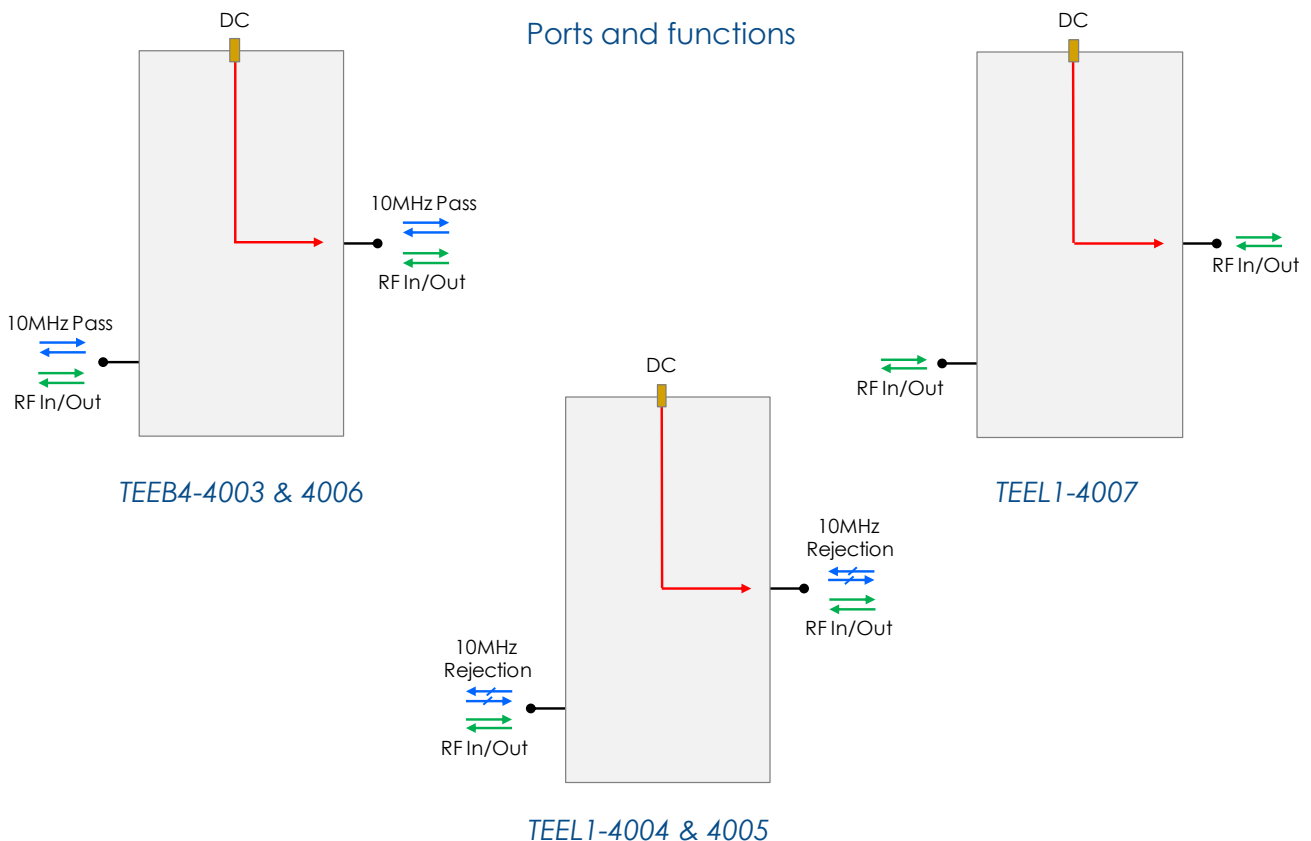 Ports and functions
DC
10MHz Pass
RF In/Out
10MHz Pass
RF In/Out
TEEB4-4003 & 4006
DC
RF In/Out
RF In/Out
TEEL1-4007
DC
10MHz
Rejection
RF In/Out
10MHz
Rejection
RF In/Out
TEEL1-4004 & 4005